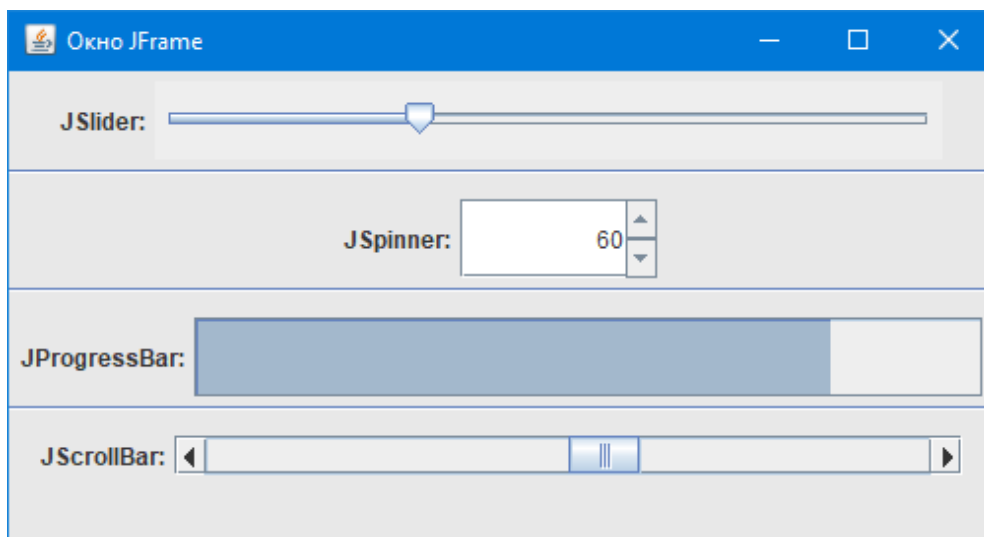 Окно JFrame
JSlider:
JSpinner: 60
JProgressBar:
JScrollBar: